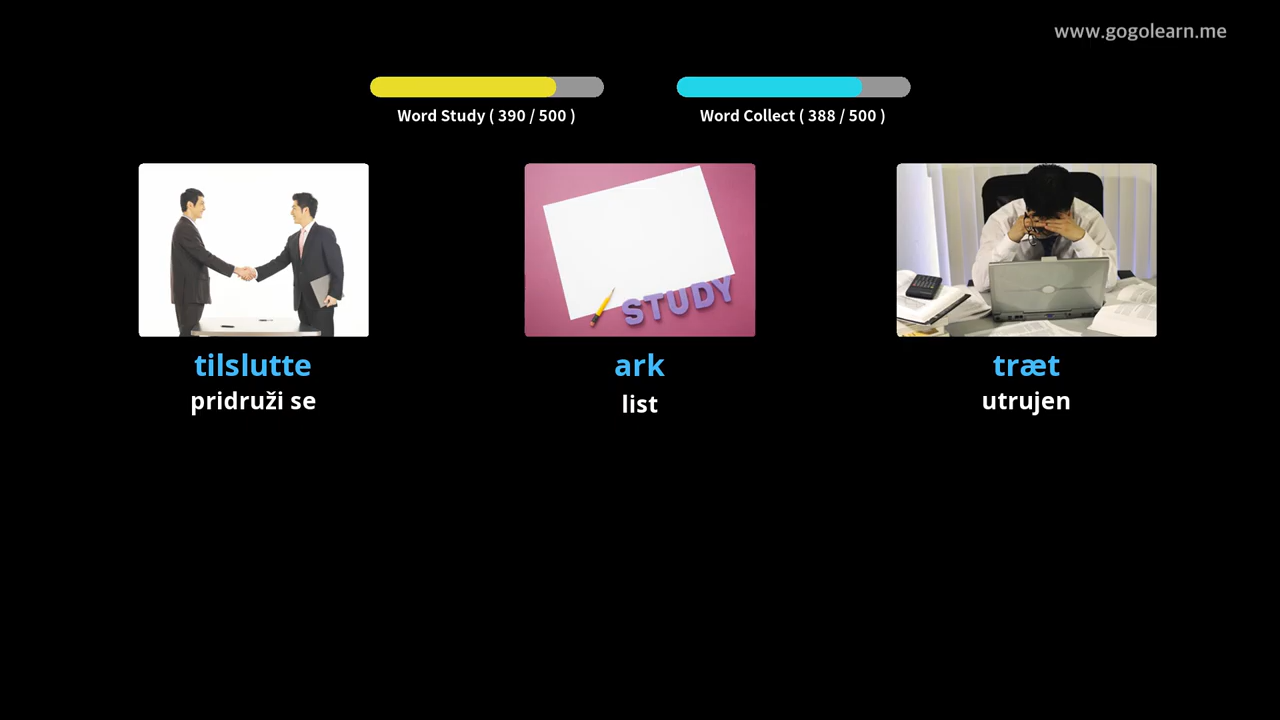 www.gogolearn.me
Word Study ( 390 / 500 )
Word Collect ( 388 / 500 )
STUDY
tilslutte
pridruži se
ark
list
træt
utrujen